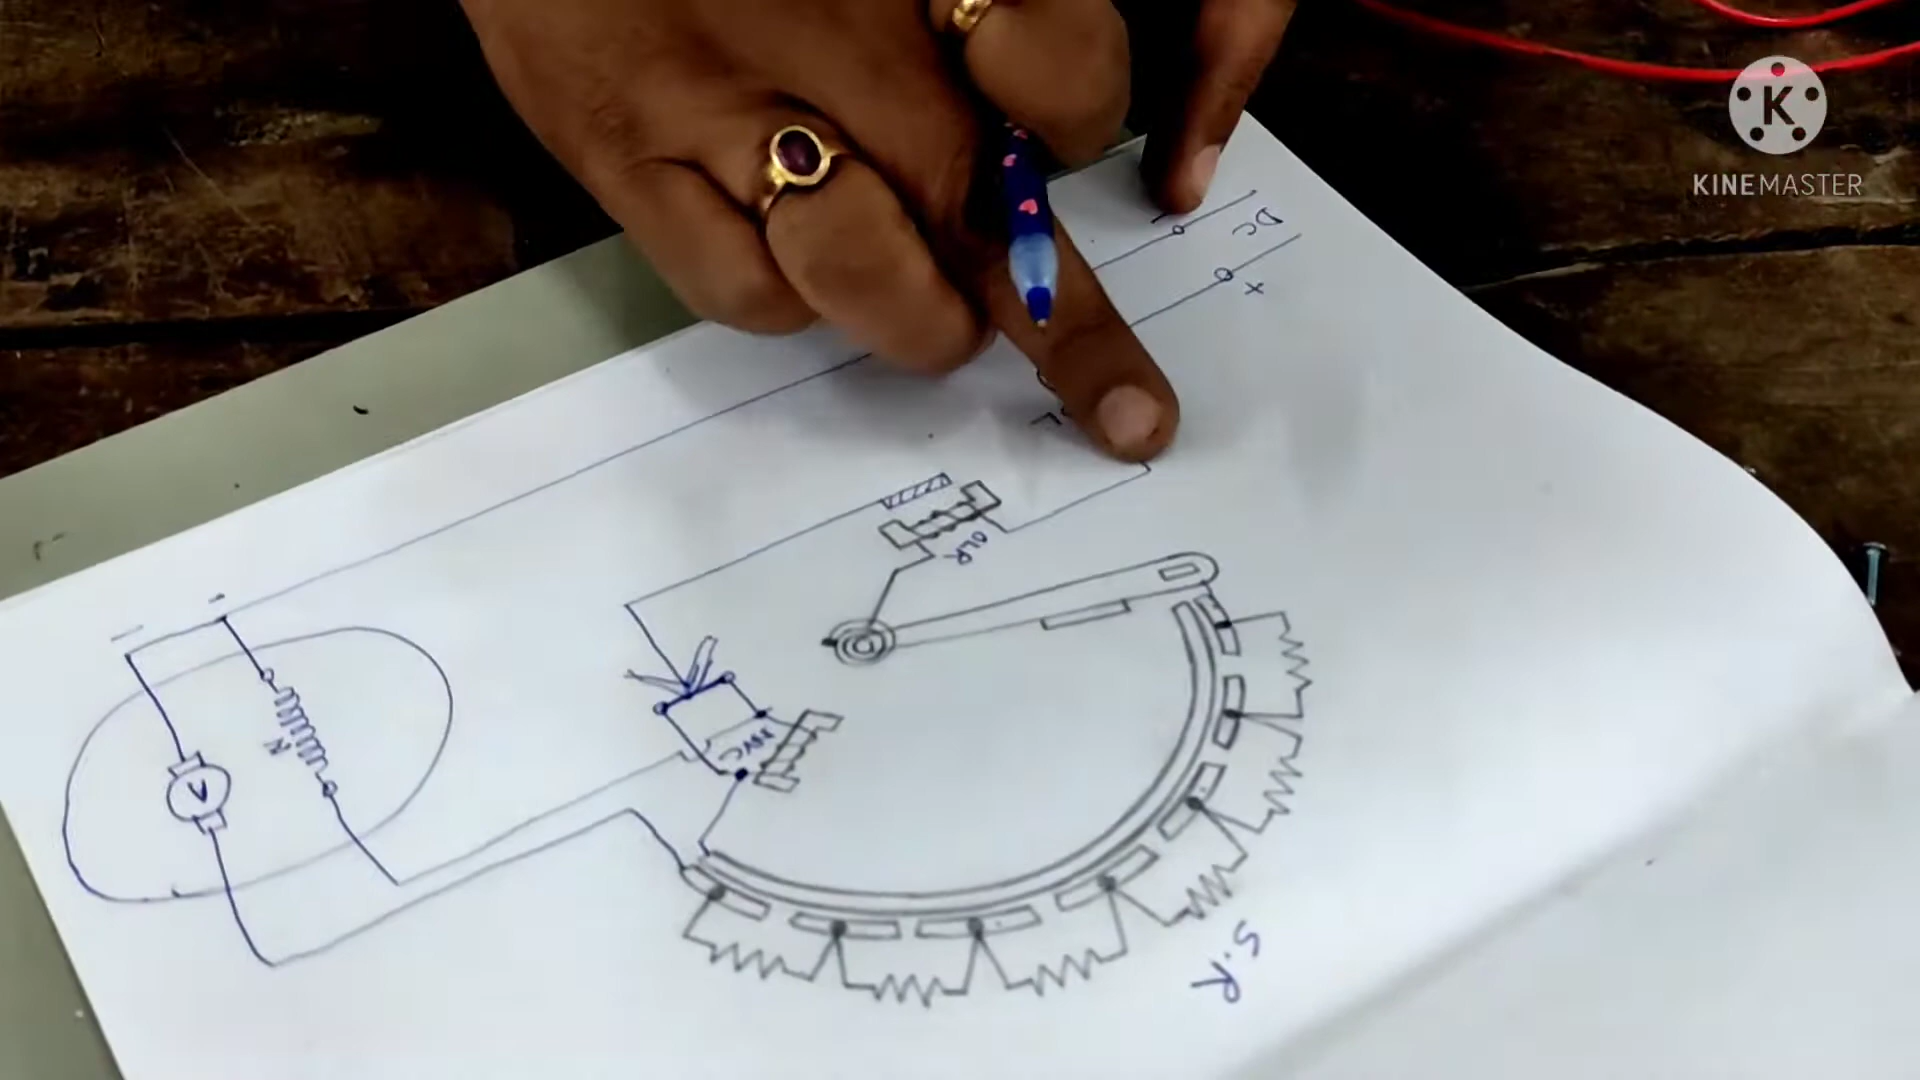 KINEMASTER
DC
+
L
OLR
NVC
S.R